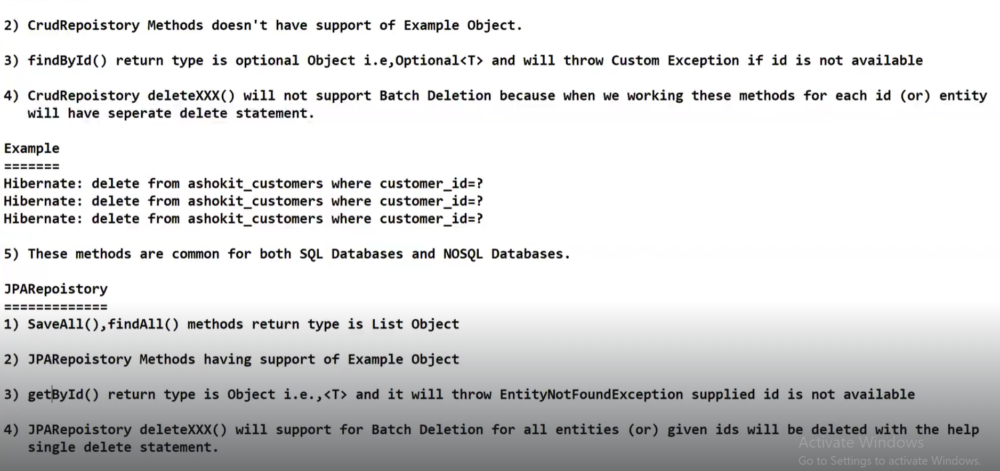 2) CrudRepoistory Methods doesn't have support of Example Object.
3) findById() return type is optional Object i.e,Optional<T> and will throw Custom Exception if id is not available
4) CrudRepoistory deleteXXX() will not support Batch Deletion because when we working these methods for each id (or) entity
will have seperate delete statement.
Example
=======
Hibernate: delete from ashokit_customers where customer_id=?
Hibernate: delete from ashokit_customers where customer_id=?
Hibernate: delete from ashokit_customers where customer_id=?
5) These methods are common for both SQL Databases and NOSQL Databases.
JPARepoistory
=============
1) SaveAll(),findAll() methods return type is List Object
2) JPARepoistory Methods having support of Example Object
3) getById() return type is Object i.e.,<T> and it will throw EntityNotFoundException supplied id is not available
4) JPARepoistory deleteXXX() will support for Batch Deletion for all entities (or) given ids will be deleted with the help
single delete statement.
Activate Windows
Go to Settings to activate Windows.